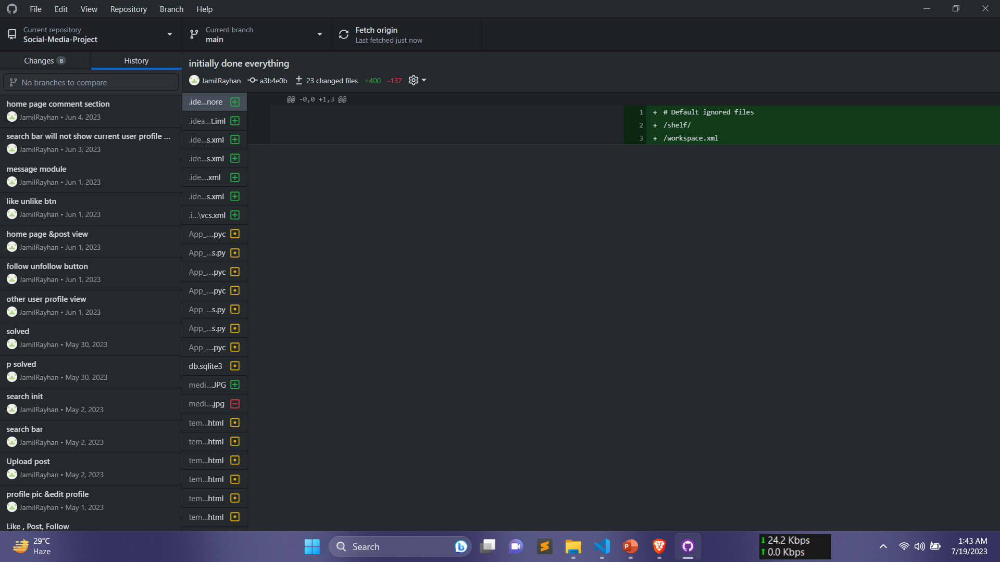 File Edit View Repository Branch Help
Current repository
Social-Media-Project
Current branch
main
Fetch origin
Last fetched just now
Changes 8
History
No branches to compare
home page comment section
JamilRayhan • Jun 4, 2023
search bar will not show current user profile ...
JamilRayhan • Jun 3, 2023
message module
JamilRayhan • Jun 1, 2023
like unlike btn
JamilRayhan • Jun 1, 2023
home page &post view
JamilRayhan • Jun 1, 2023
follow unfollow button
JamilRayhan • Jun 1, 2023
other user profile view
JamilRayhan • Jun 1, 2023
solved
JamilRayhan • May 30, 2023
p solved
JamilRayhan • May 30, 2023
search init
JamilRayhan • May 2, 2023
search bar
JamilRayhan • May 2, 2023
Upload post
JamilRayhan • May 2, 2023
profile pic &edit profile
JamilRayhan • May 1, 2023
Like , Post, Follow
initially done everything
JamilRayhan a3b4e0b 23 changed files +400 -137
.ide...nore
.idea...t.iml
.ide...s.xml
.ide...s.xml
.ide....xml
.ide...s.xml
.i...\vcs.xml
App_....pyc
App_...s.py
App_....pyc
App_....pyc
App_...s.py
App_...s.py
App_....pyc
db.sqlite3
medi....JPG
medi....jpg
tem...html
tem...html
tem...html
tem...html
tem...html
tem...html
@@ -0,0 +1,3 @@
1 + # Default ignored files
2 + /shelf/
3 + /workspace.xml
29°C
Haze
Search
24.2 Kbps
0.0 Kbps
1:43 AM
7/19/2023